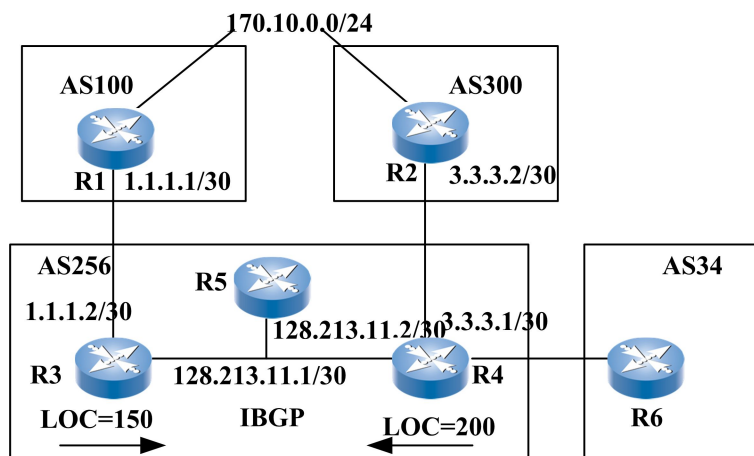 170.10.0.0/24
AS100
AS300
R1
1.1.1.1/30
R2
3.3.3.2/30
AS256
AS34
R5
1.1.1.2/30
128.213.11.2/30
3.3.3.1/30
R3
128.213.11.1/30
R4
R6
LOC=150
IBGP
LOC=200